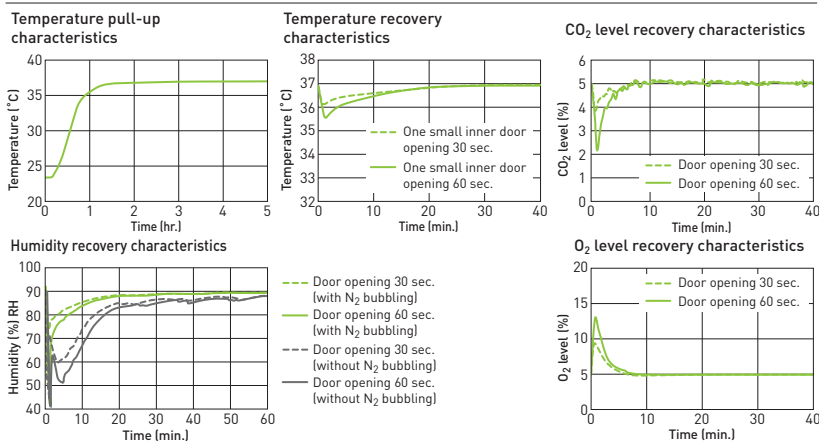 Temperature pull-up
characteristics
Temperature (°C)
40
35
30
25
20
0 1 2 3 4 5
Time (hr.)
Temperature recovery
characteristics
Temperature (°C)
38
37
36
35
34
33
32
0 10 20 30 40
Time (min.)
One small inner door
opening 30 sec.
One small inner door
opening 60 sec.
CO2 level recovery characteristics
CO2 level (%)
6
5
4
3
2
1
0
0 10 20 30 40
Time (min.)
Door opening 30 sec.
Door opening 60 sec.
Humidity recovery characteristics
Humidity (%) RH
100
90
80
70
60
50
40
0 10 20 30 40 50 60
Time (min.)
Door opening 30 sec.
(with N2 bubbling)
Door opening 60 sec.
(with N2 bubbling)
Door opening 30 sec.
(without N2 bubbling)
Door opening 60 sec.
(without N2 bubbling)
O2 level recovery characteristics
O2 level (%)
20
15
10
5
0
0 10 20 30 40
Time (min.)
Door opening 30 sec.
Door opening 60 sec.